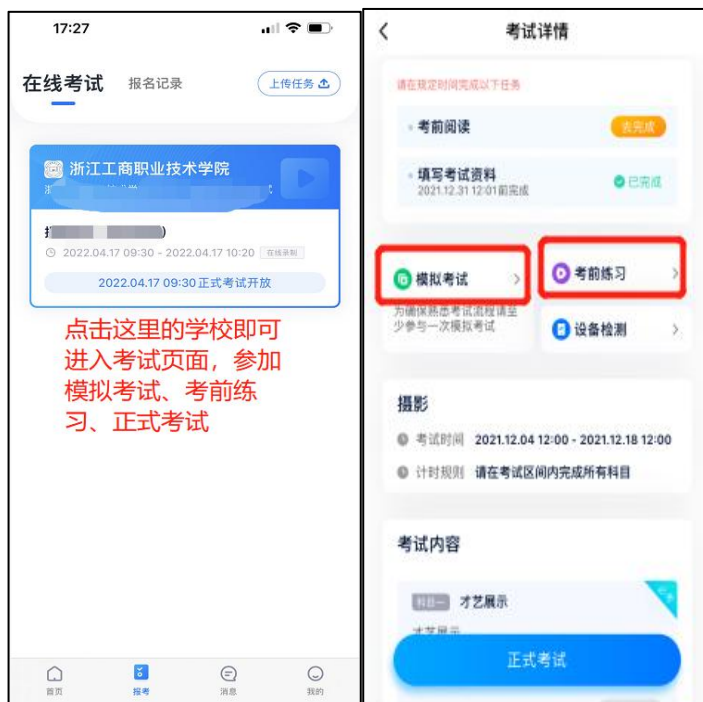 17:27
在线考试
报名记录
上传任务
浙江工商职业技术学院
2022.04.17 09:30 - 2022.04.17 10:20 在线录制
2022.04.17 09:30正式考试开放
点击这里的学校即可
进入考试页面，参加
模拟考试、考前练
习、正式考试
首页
报考
消息
我的
考试详情
请在规定时间完成以下任务
考前阅读
去完成
填写考试资料
2021.12.31 12:01前完成
已完成
模拟考试
为确保熟悉考试流程请至
少参与一次模拟考试
考前练习
设备检测
摄影
考试时间 2021.12.04 12:00 - 2021.12.18 12:00
计时规则 请在考试区间内完成所有科目
考试内容
科目一 才艺展示
才艺展示
正式考试